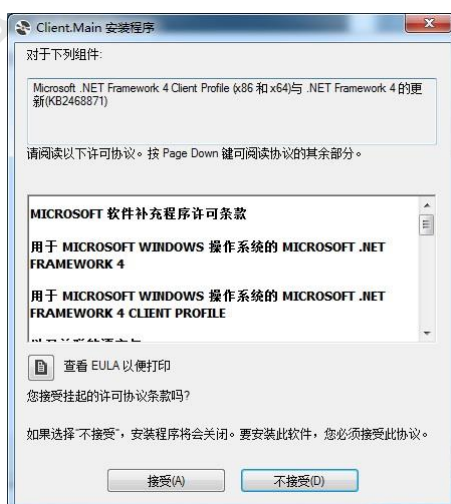 Client.Main 安装程序
对于下列组件:
Microsoft .NET Framework 4 Client Profile (x86 和 x64)与 .NET Framework 4 的更
新(KB2468871)
请阅读以下许可协议。按 Page Down 键可阅读协议的其余部分。
MICROSOFT 软件补充程序许可条款
用于 MICROSOFT WINDOWS 操作系统的 MICROSOFT .NET
FRAMEWORK 4
用于 MICROSOFT WINDOWS 操作系统的 MICROSOFT .NET
FRAMEWORK 4 CLIENT PROFILE
查看 EULA 以便打印
您接受挂起的许可协议条款吗?
如果选择“不接受”，安装程序将会关闭。要安装此软件，您必须接受此协议。
接受(A)
不接受(D)